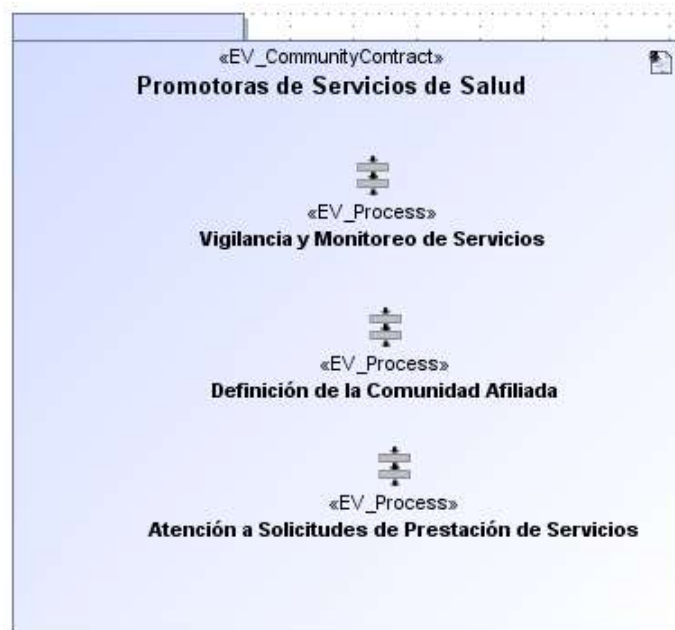 «EV_CommunityContract»
Promotoras de Servicios de Salud
«EV_Process»
Vigilancia y Monitoreo de Servicios
«EV_Process»
Definición de la Comunidad Afiliada
«EV_Process»
Atención a Solicitudes de Prestación de Servicios